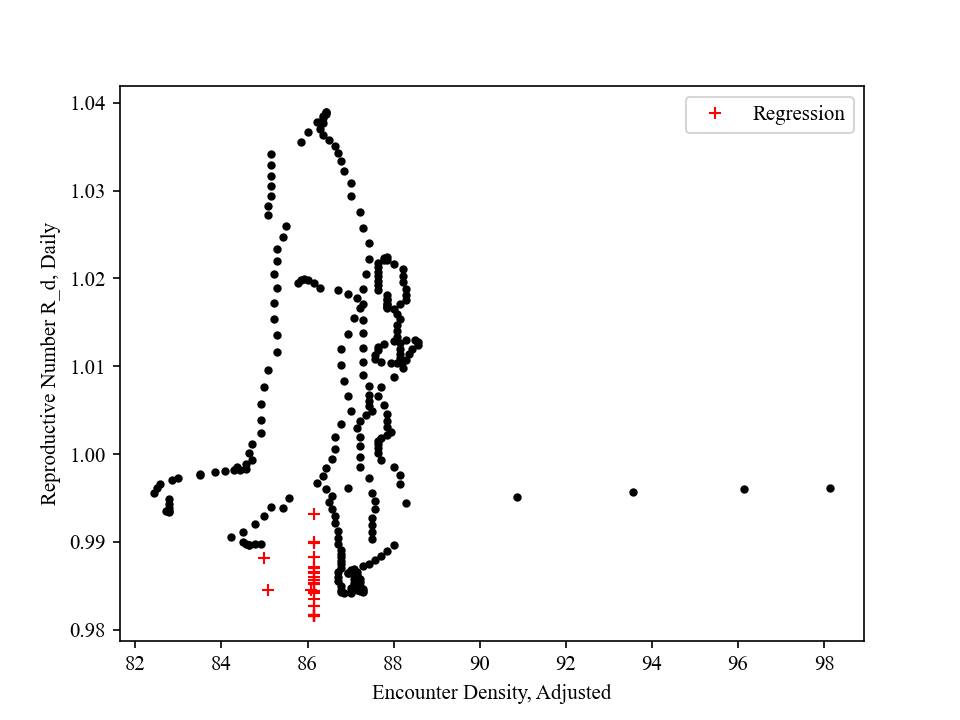 Regression
1.04
1.03
1.02
1.01
1.00
0.99
0.98
Reproductive Number R_d, Daily
82 84 86 88 90 92 94 96 98
Encounter Density, Adjusted